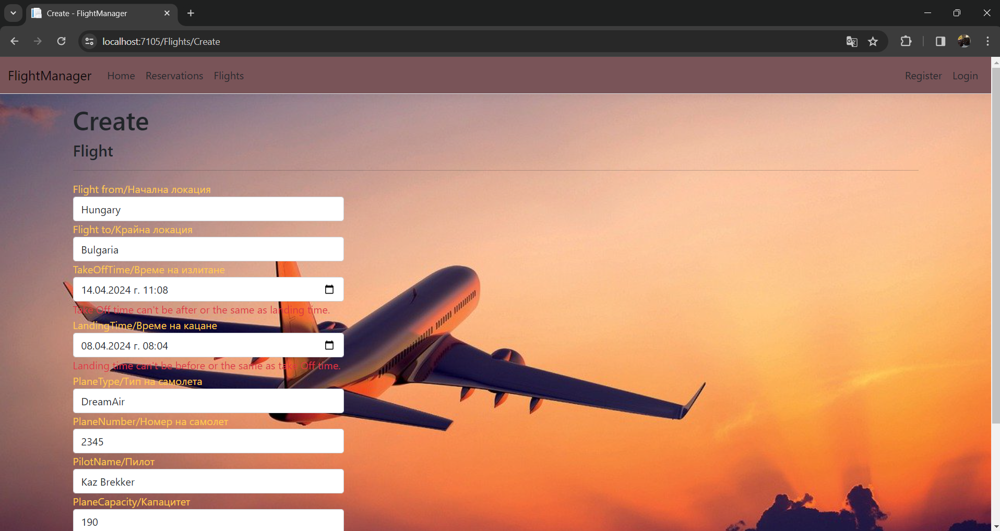 Create - FlightManager
localhost:7105/Flights/Create
FlightManager Home Reservations Flights Register Login
Create
Flight
Flight from/Начална локация
Hungary
Flight to/Крайна локация
Bulgaria
TakeOffTime/Време на излитане
14.04.2024 г. 11:08
Take Off time can't be after or the same as landing time.
LandingTime/Време на кацане
08.04.2024 г. 08:04
Landing time can't be before or the same as take Off time.
PlaneType/Тип на самолета
DreamAir
PlaneNumber/Номер на самолет
2345
PilotName/Пилот
Kaz Brekker
PlaneCapacity/Капацитет
190